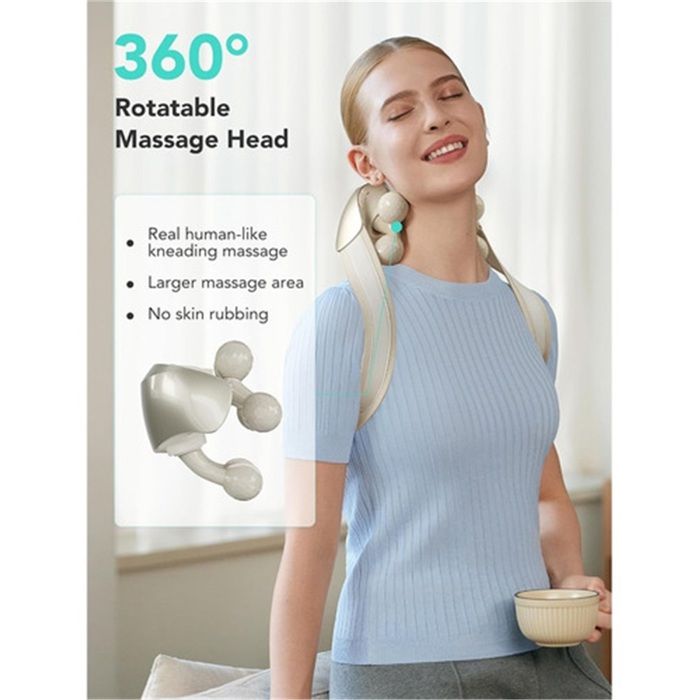 360°
Rotatable
Massage Head
• Real human-like
kneading massage
• Larger massage area
• No skin rubbing